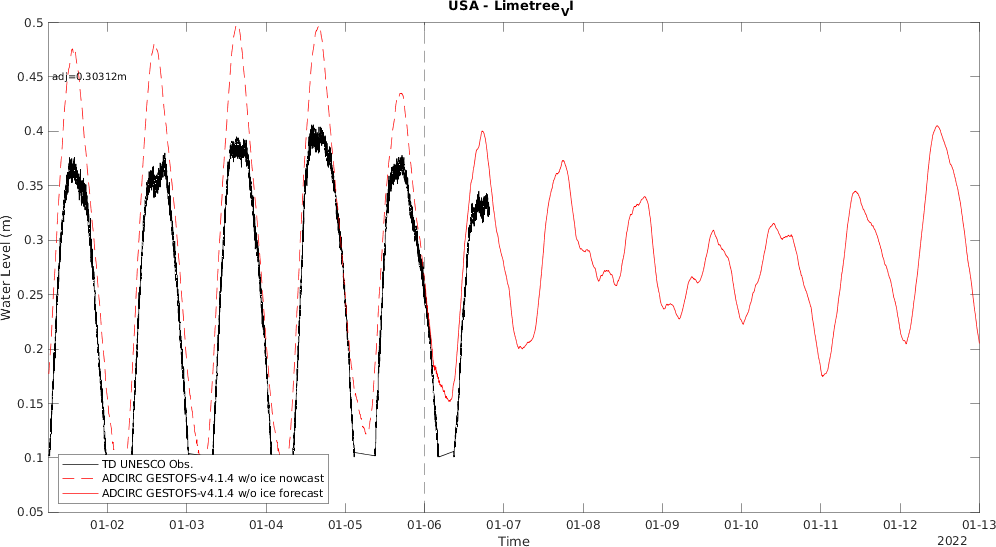 USA - Limetree_VI
0.5
0.45
0.4
0.35
0.3
0.25
0.2
0.15
0.1
0.05
Water Level (m)
adj=0.30312m
TD UNESCO Obs.
ADCIRC GESTOFS-v4.1.4 w/o ice nowcast
ADCIRC GESTOFS-v4.1.4 w/o ice forecast
01-02 01-03 01-04 01-05 01-06 01-07 01-08 01-09 01-10 01-11 01-12 01-13
Time
2022